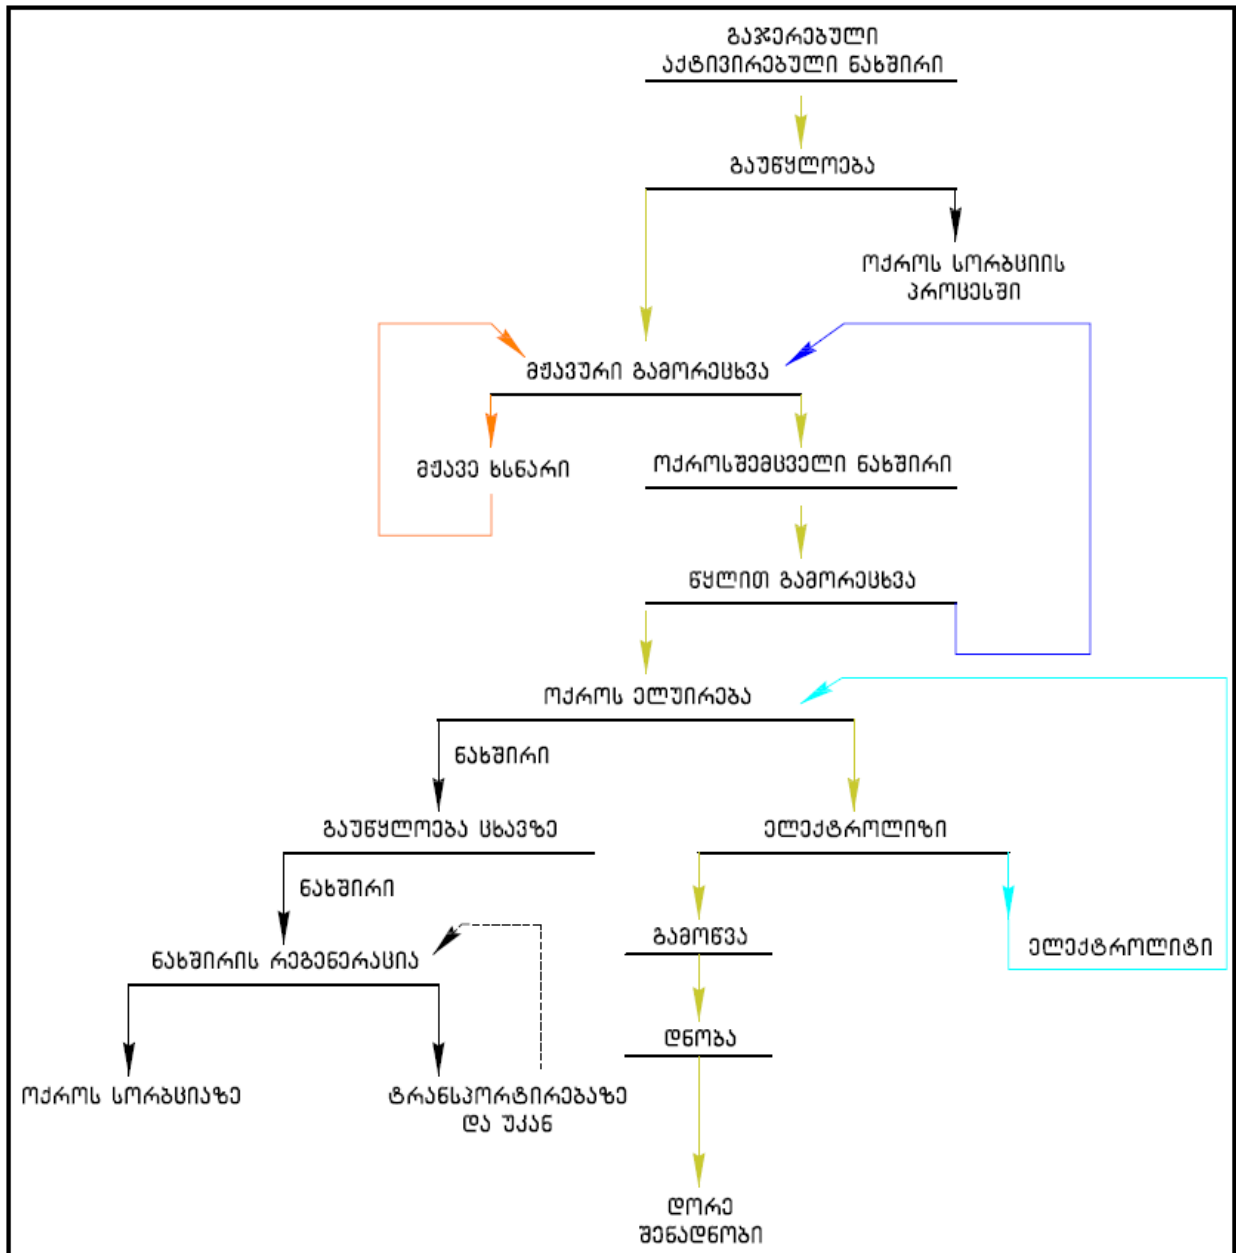 გაჯერებული
აქტივირებული ნახშირი
გაუწყლოება
ოქროს სორბციის
პროცესში
მჟავური გამორეცხვა
მჟავე ხსნარი
ოქროსშემცველი ნახშირი
წყლით გამორეცხვა
ოქროს ელუირება
ნახშირი
გაუწყლოება ცხავზე
ელექტროლიზი
ნახშირი
გამოწვა
ელექტროლიტი
ნახშირის რეგენერაცია
დნობა
ოქროს სორბციაზე
ტრანსპორტირებაზე
და უკან
დორე
შენადნობი